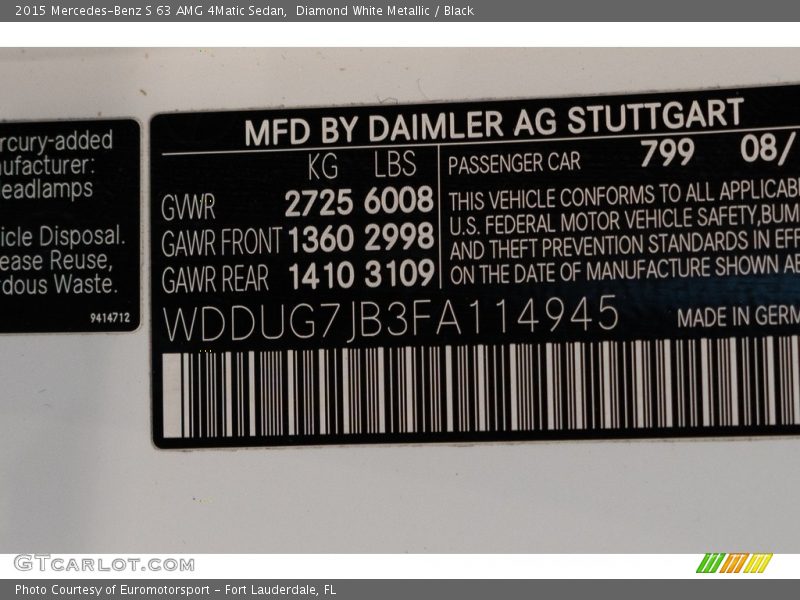 2015 Mercedes-Benz S 63 AMG 4Matic Sedan, Diamond White Metallic / Black
rcury-added
ufacturer:
eadlamps
icle Disposal.
ease Reuse,
rdous Waste.
9414712
MFD BY DAIMLER AG STUTTGART
KG LBS
GVWR 2725 6008
GAWR FRONT 1360 2998
GAWR REAR 1410 3109
PASSENGER CAR 799 08/
THIS VEHICLE CONFORMS TO ALL APPLICAB
U.S. FEDERAL MOTOR VEHICLE SAFETY,BUM
AND THEFT PREVENTION STANDARDS IN EFF
ON THE DATE OF MANUFACTURE SHOWN AB
WDDUG7JB3FA114945
MADE IN GERM
GTCARLOT.COM
Photo Courtesy of Euromotorsport - Fort Lauderdale, FL